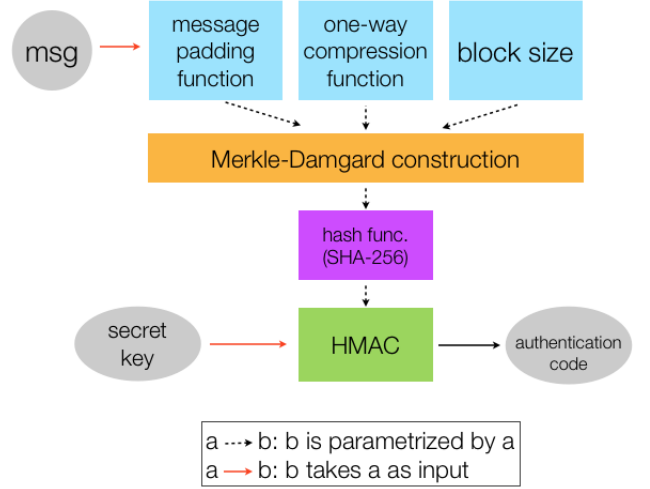 msg
message
padding
function
one-way
compression
function
block size
Merkle-Damgard construction
hash func.
(SHA-256)
secret
key
HMAC
authentication
code
a b: b is parametrized by a
a b: b takes a as input